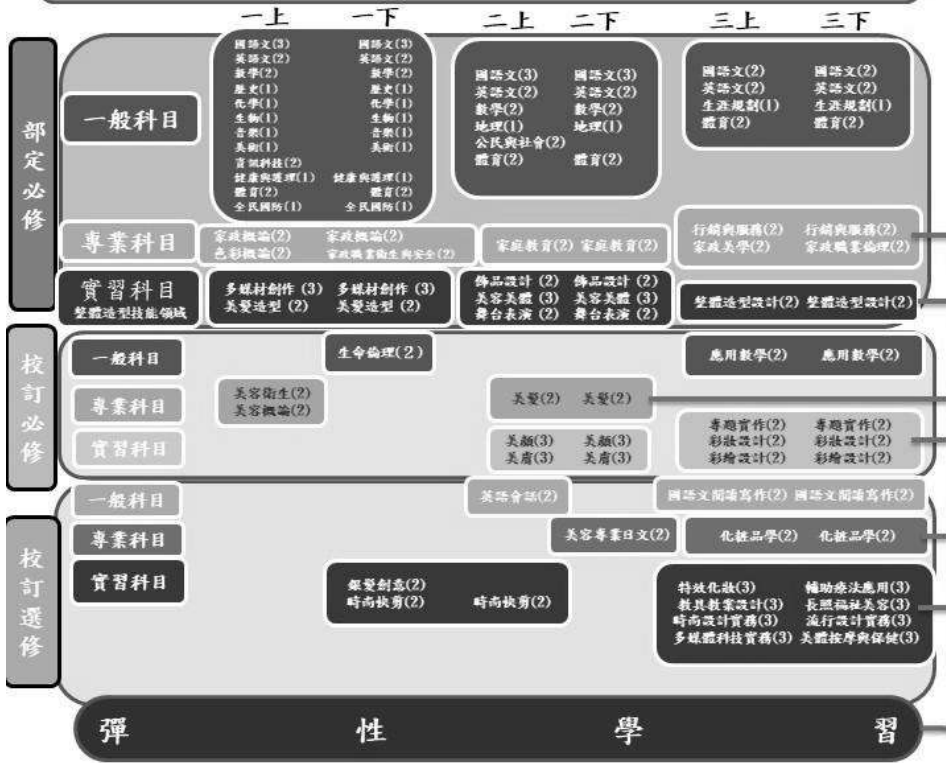 一上 一下 二上 二下 三上 三下
部定必修
一般科目
國語文(3) 國語文(3)
英語文(2) 英語文(2)
數學(2) 數學(2)
歷史(1) 歷史(1)
化學(1) 化學(1)
生物(1) 生物(1)
音樂(1) 音樂(1)
美術(1) 美術(1)
資訊科技(2)
健康與護理(1) 健康與護理(1)
體育(2) 體育(2)
全民國防(1) 全民國防(1)
國語文(3) 國語文(3)
英語文(2) 英語文(2)
數學(2) 數學(2)
地理(1) 地理(1)
公民與社會(2)
體育(2) 體育(2)
國語文(2) 國語文(2)
英語文(2) 英語文(2)
生涯規劃(1) 生涯規劃(1)
體育(2) 體育(2)
專業科目
家政概論(2) 家政概論(2)
色彩概論(2) 家政職業衛生與安全(2)
家庭教育(2) 家庭教育(2)
行銷與服務(2) 行銷與服務(2)
家政美學(2) 家政職業倫理(2)
實習科目
整體造型技能領域
多媒材創作 (3) 多媒材創作 (3)
美髮造型 (2) 美髮造型 (2)
飾品設計 (2) 飾品設計 (2)
美容美體 (3) 美容美體 (3)
舞台表演 (2) 舞台表演 (2)
整體造型設計(2) 整體造型設計(2)
校訂必修
一般科目
生命倫理(2)
應用數學(2) 應用數學(2)
專業科目
美容衛生(2)
美容概論(2)
美髮(2) 美髮(2)
實習科目
美顏(3) 美顏(3)
美膚(3) 美膚(3)
專題實作(2) 專題實作(2)
彩妝設計(2) 彩妝設計(2)
彩繪設計(2) 彩繪設計(2)
校訂選修
一般科目
英語會話(2)
國語文閱讀寫作(2) 國語文閱讀寫作(2)
專業科目
美容專業日文(2)
化粧品學(2) 化粧品學(2)
實習科目
銀髮創意(2)
時尚快剪(2) 時尚快剪(2)
特效化妝(3) 輔助療法應用(3)
教具教案設計(3) 長照福祉美容(3)
時尚設計實務(3) 流行設計實務(3)
多媒體科技實務(3) 美體按摩與保健(3)
彈性學習